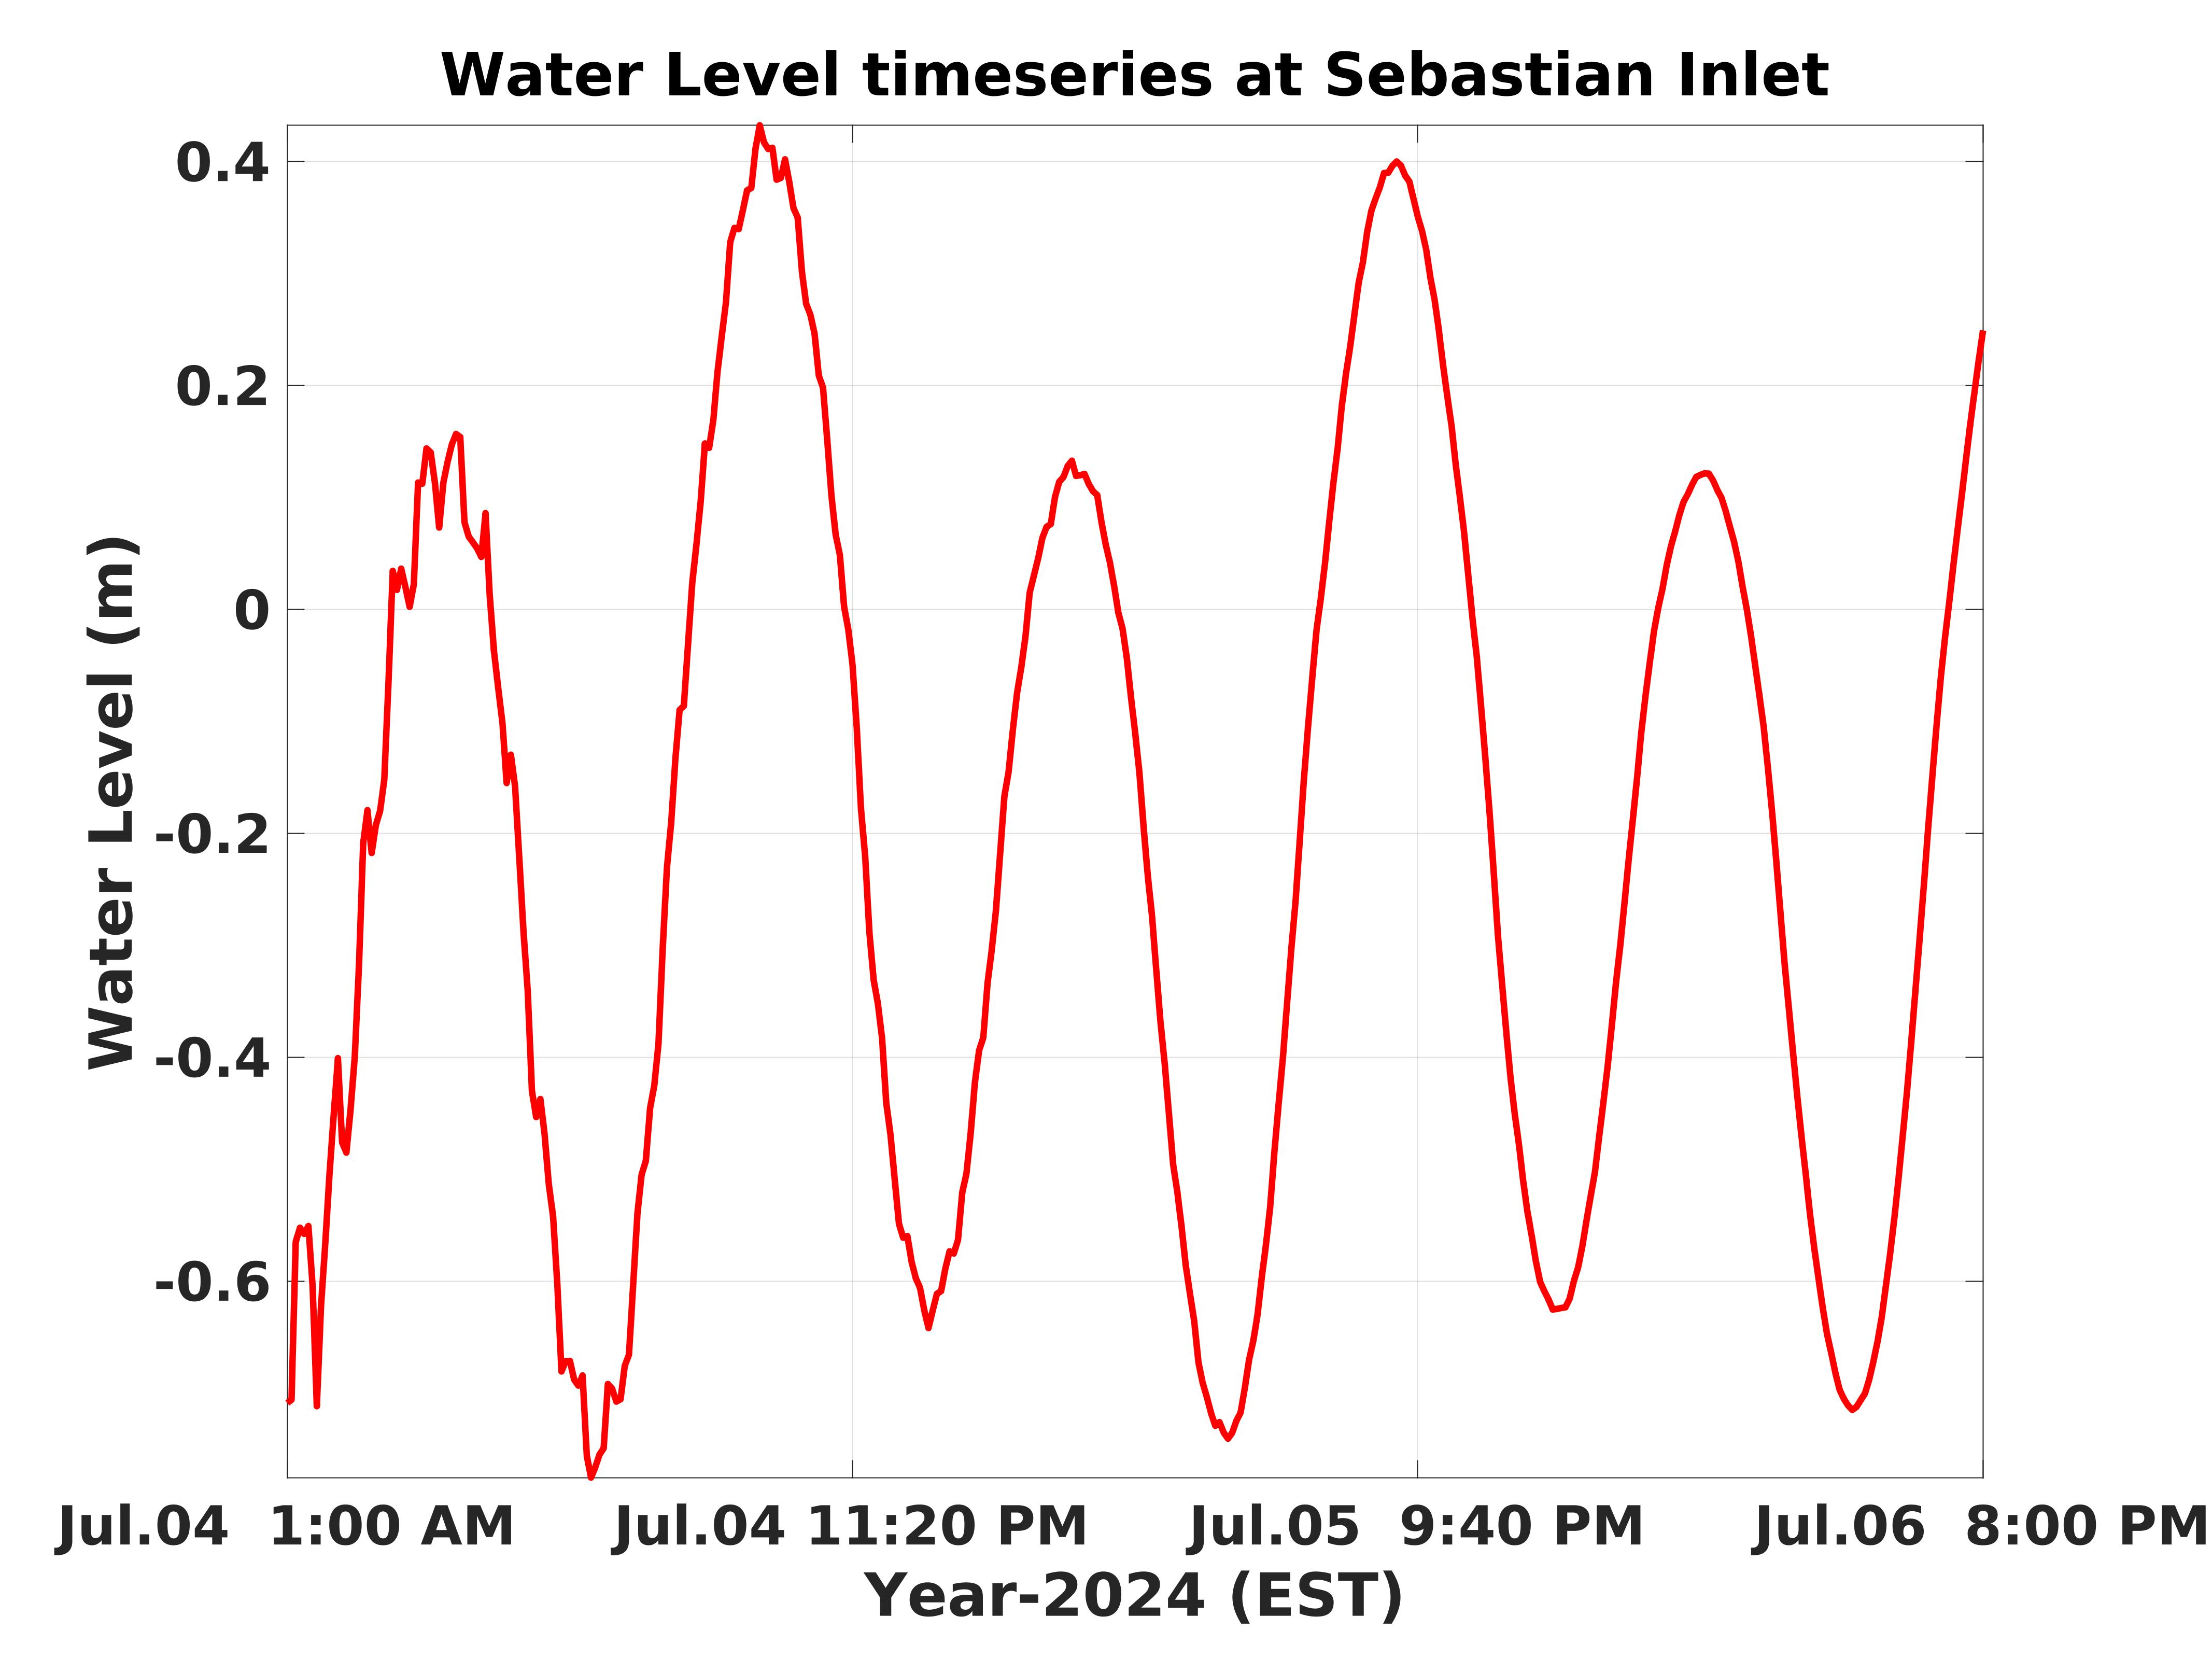 Water Level timeseries at Sebastian Inlet
0.4
0.2
0
-0.2
-0.4
-0.6
Water Level (m)
Jul.04 1:00 AM Jul.04 11:20 PM Jul.05 9:40 PM Jul.06 8:00 PM
Year-2024 (EST)